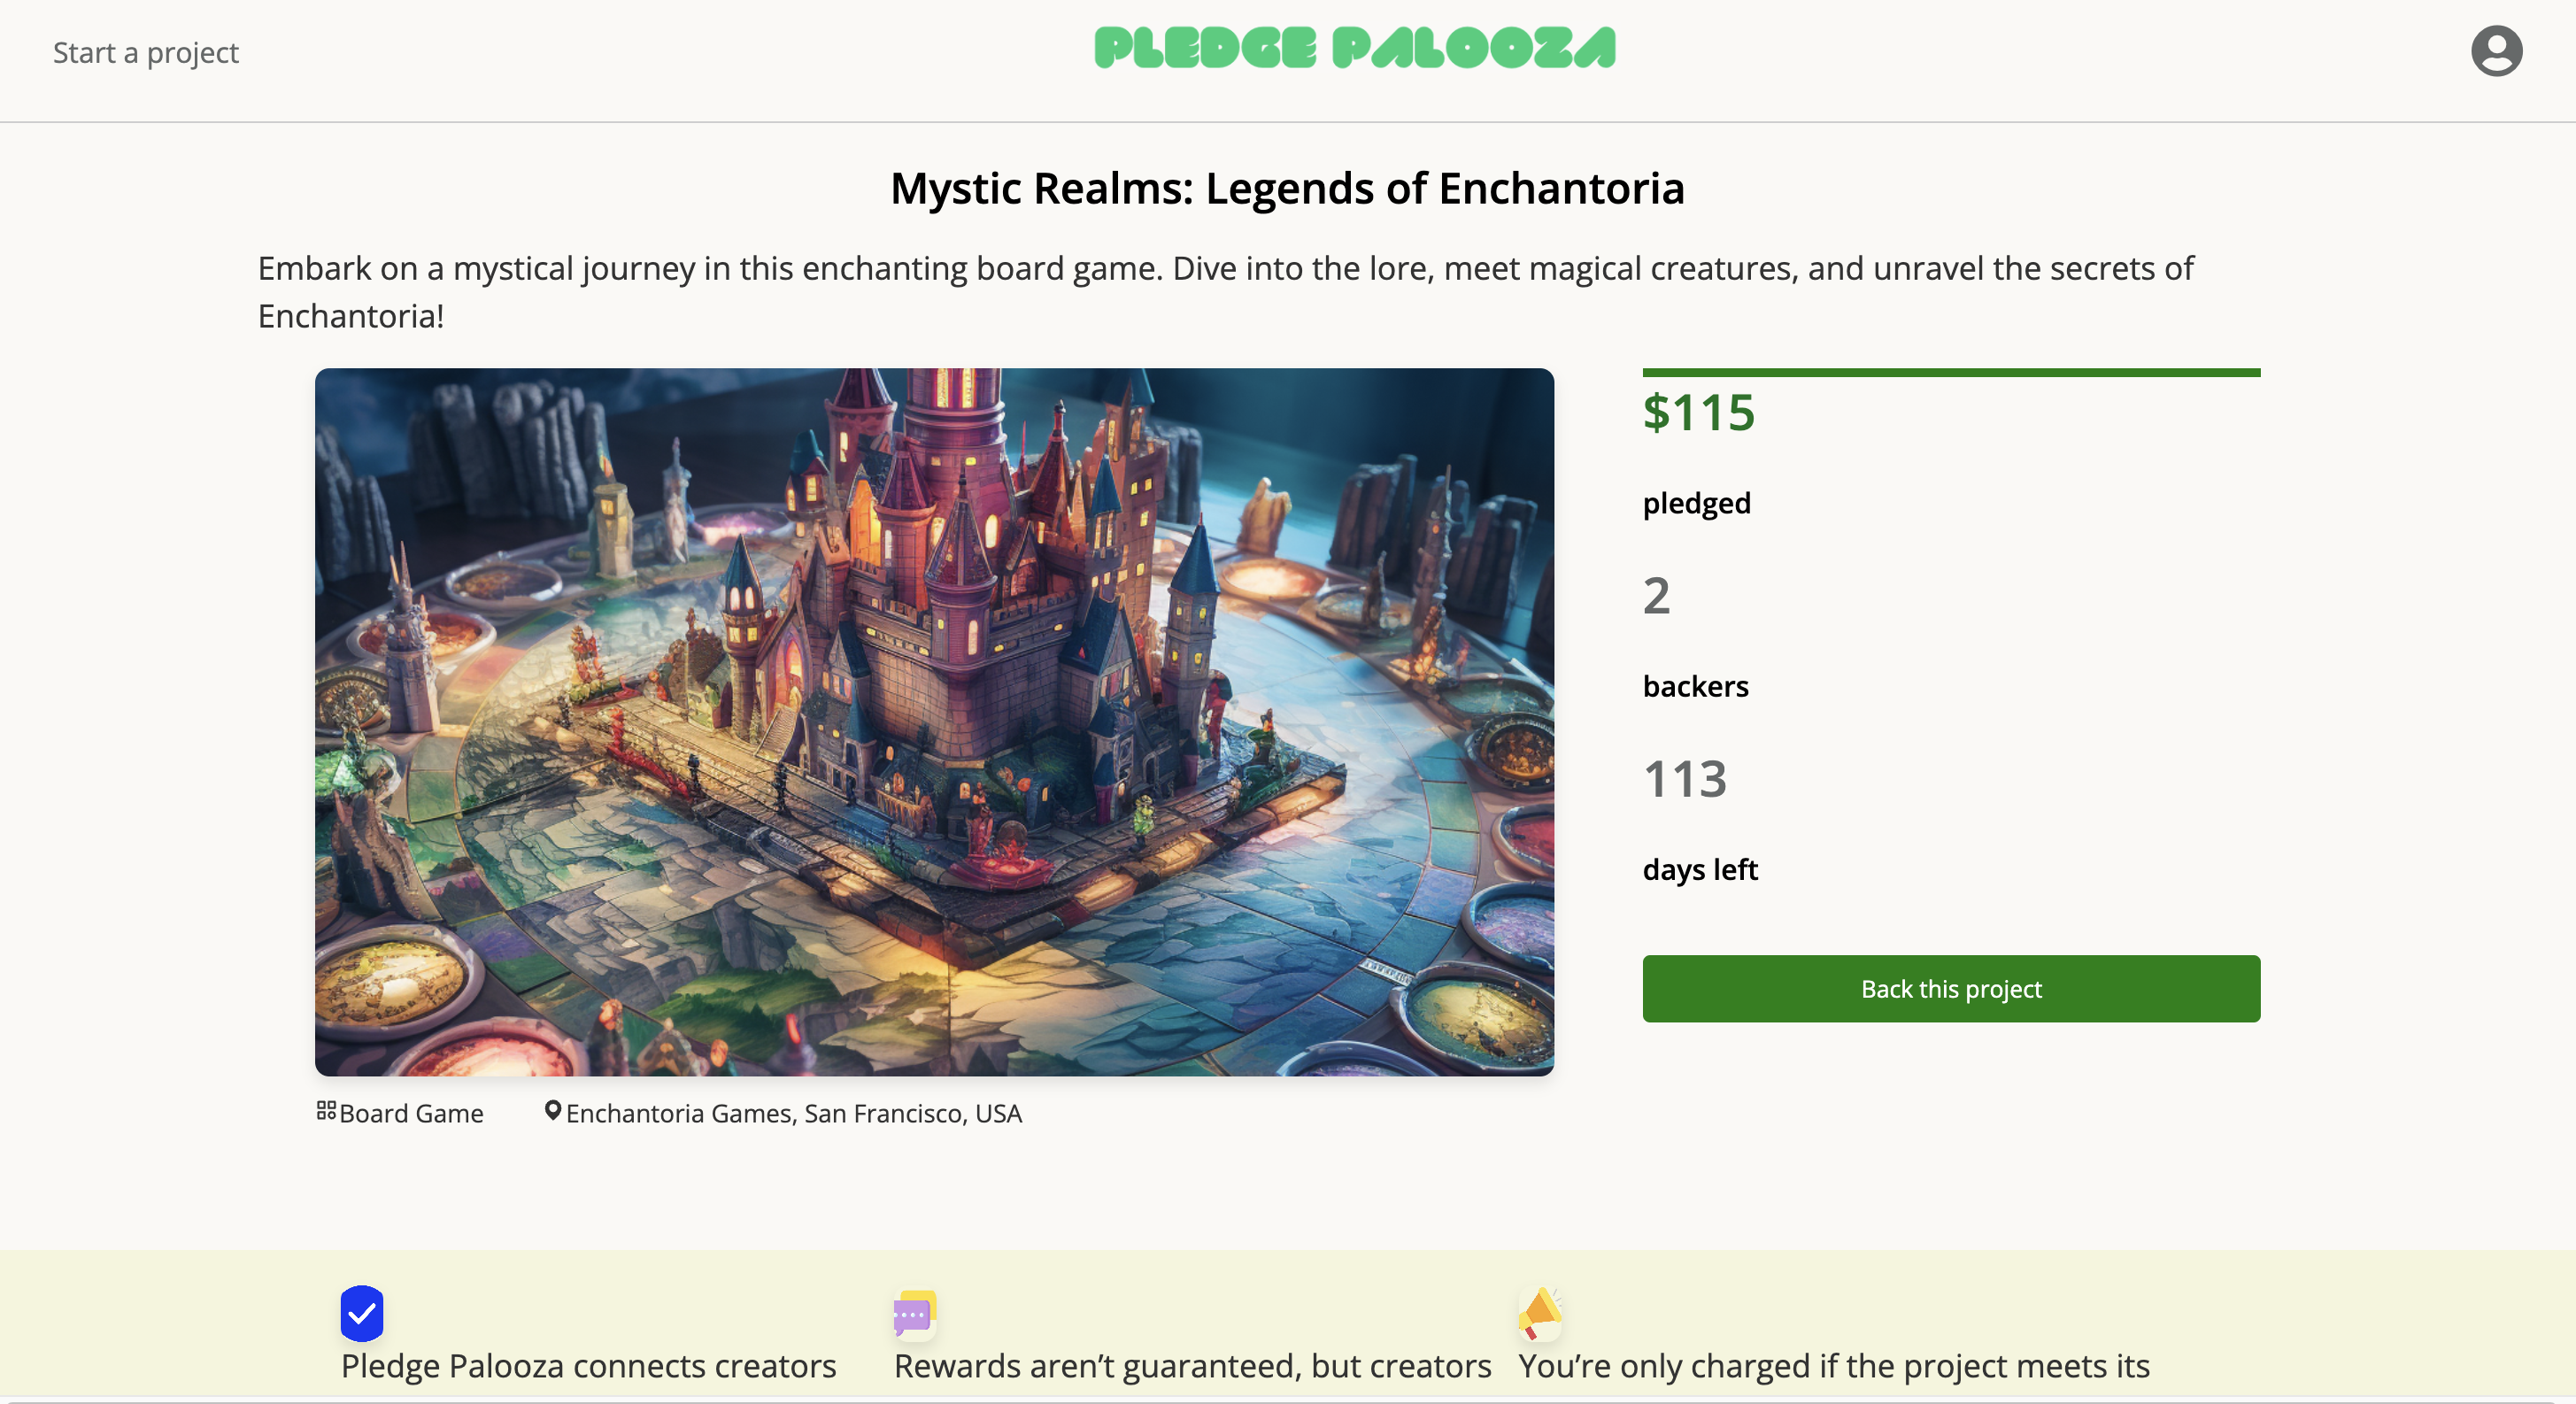 Start a project
PLEDGE PALOOZA
Mystic Realms: Legends of Enchantoria
Embark on a mystical journey in this enchanting board game. Dive into the lore, meet magical creatures, and unravel the secrets of
Enchantoria!
$115
pledged
2
backers
113
days left
Back this project
Board Game
Enchantoria Games, San Francisco, USA
Pledge Palooza connects creators
Rewards aren’t guaranteed, but creators
You’re only charged if the project meets its